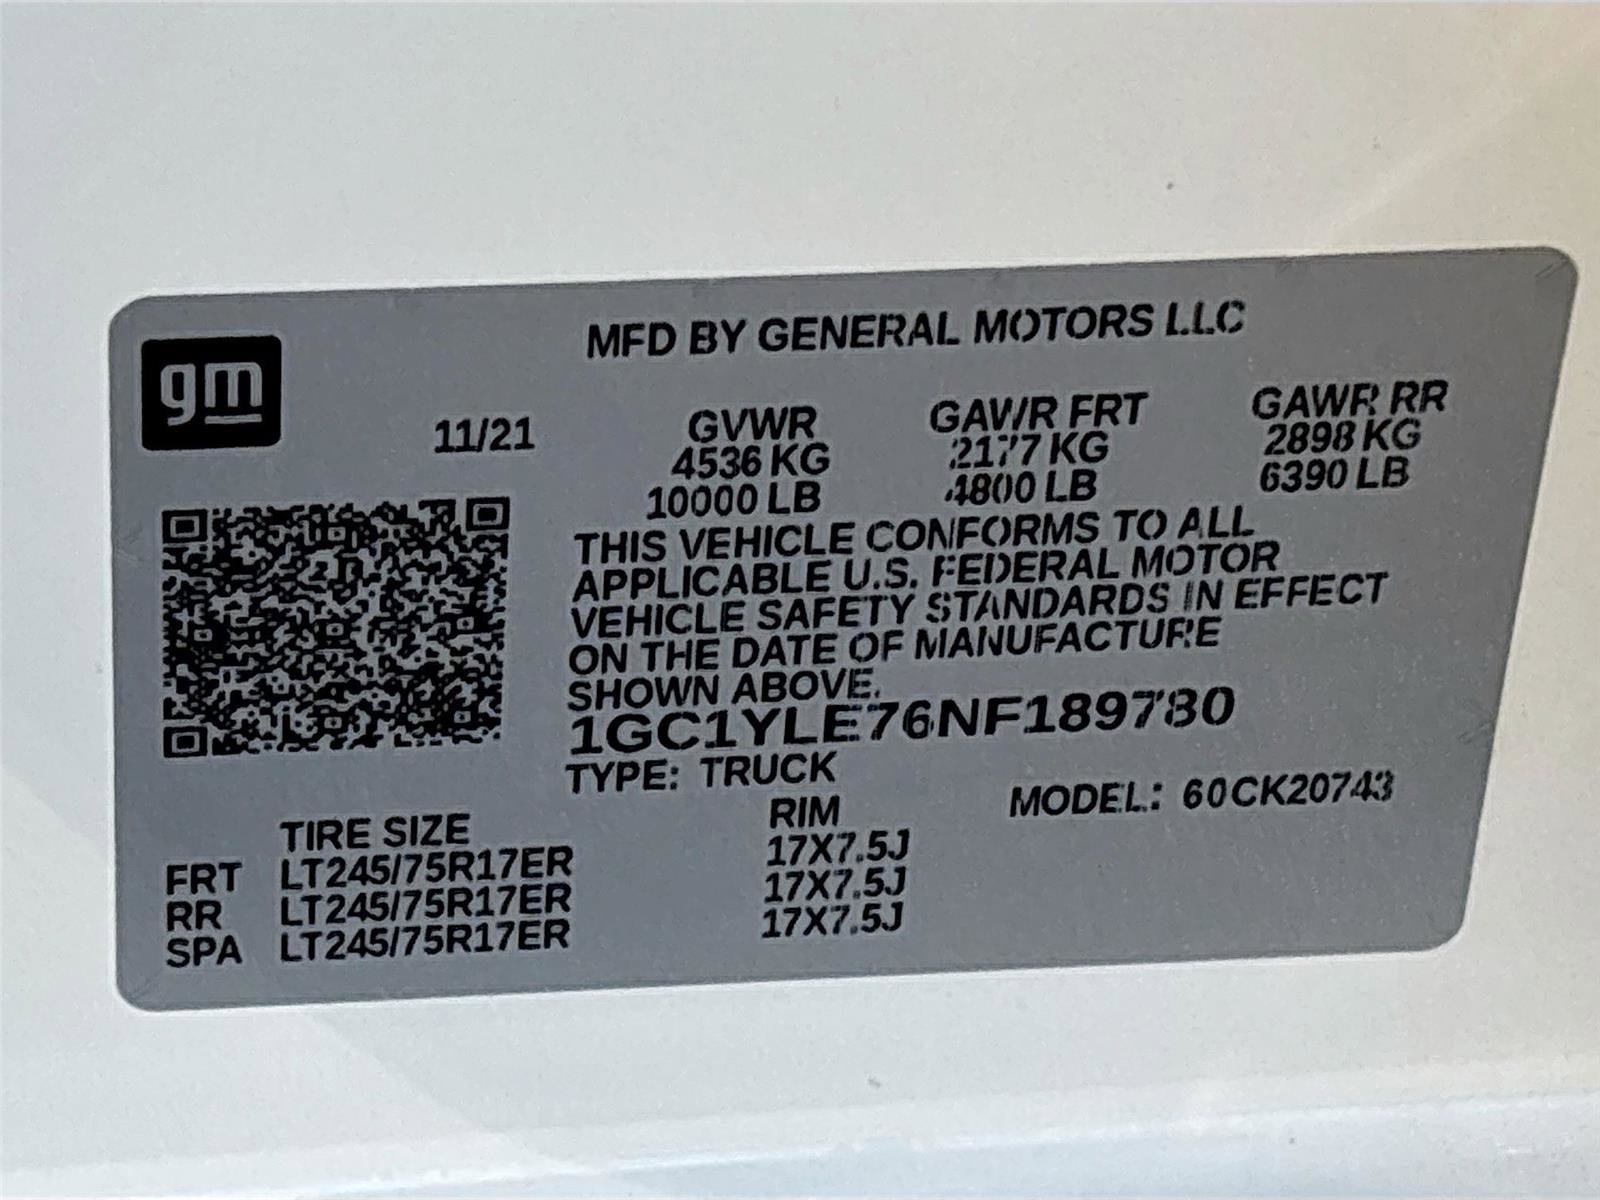 gm
MFD BY GENERAL MOTORS LLC
11/21 GVWR GAWR FRT GAWR RR
4536 KG 2177 KG 2898 KG
10000 LB 4800 LB 6390 LB
THIS VEHICLE CONFORMS TO ALL
APPLICABLE U.S. FEDERAL MOTOR
VEHICLE SAFETY STANDARDS IN EFFECT
ON THE DATE OF MANUFACTURE
SHOWN ABOVE.
1GC1YLE76NF189780
TYPE: TRUCK
MODEL: 60CK20743
TIRE SIZE RIM
FRT LT245/75R17ER 17X7.5J
RR LT245/75R17ER 17X7.5J
SPA LT245/75R17ER 17X7.5J